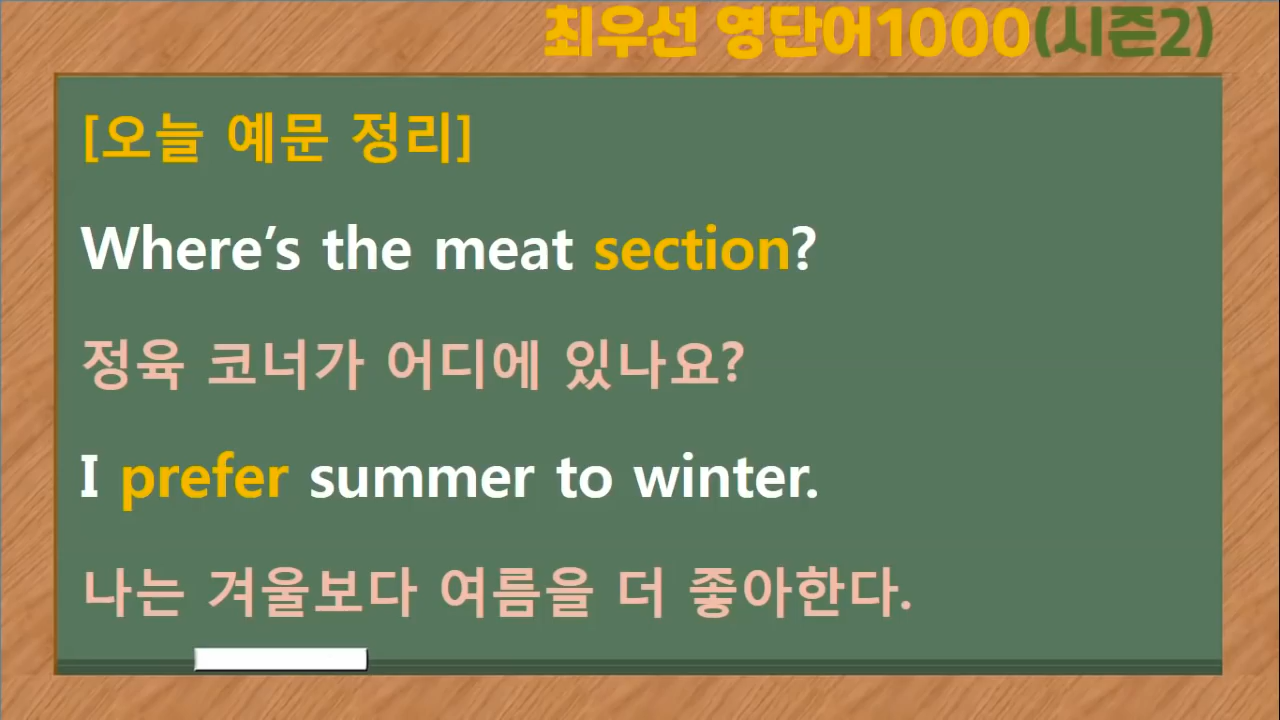 최우선 영단어1000(시즌2)
[오늘 예문 정리]
Where’s the meat section?
정육 코너가 어디에 있나요?
I prefer summer to winter.
나는 겨울보다 여름을 더 좋아한다.